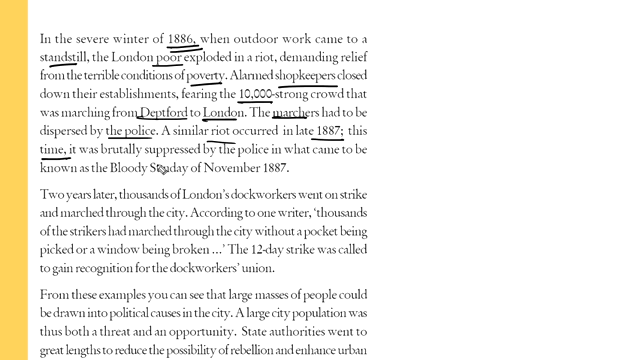 In the severe winter of 1886, when outdoor work came to a
standstill, the London poor exploded in a riot, demanding relief
from the terrible conditions of poverty. Alarmed shopkeepers closed
down their establishments, fearing the 10,000-strong crowd that
was marching from Deptford to London. The marchers had to be
dispersed by the police. A similar riot occurred in late 1887; this
time, it was brutally suppressed by the police in what came to be
known as the Bloody Sunday of November 1887.
Two years later, thousands of London's dockworkers went on strike
and marched through the city. According to one writer, 'thousands
of the strikers had marched through the city without a pocket being
picked or a window being broken ...' The 12-day strike was called
to gain recognition for the dockworkers' union.
From these examples you can see that large masses of people could
be drawn into political causes in the city. A large city population was
thus both a threat and an opportunity. State authorities went to
great lengths to reduce the possibility of rebellion and enhance urban